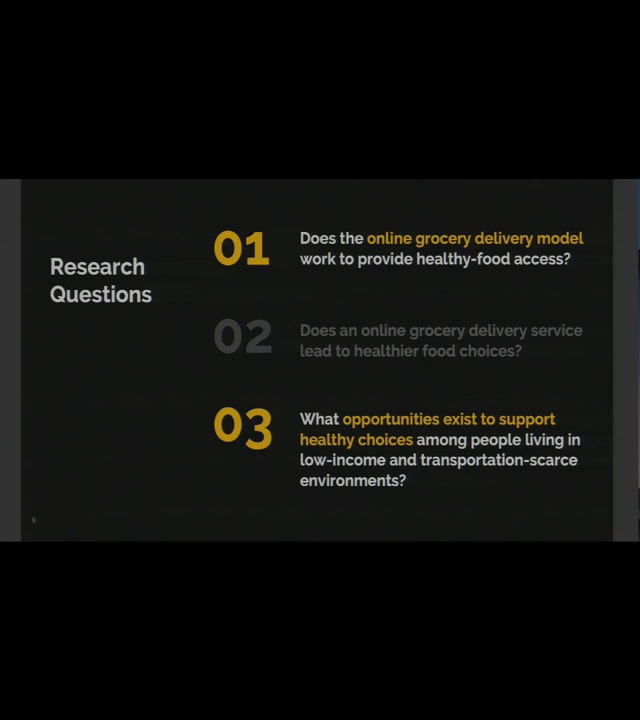 Research
Questions
01
Does the online grocery delivery model
work to provide healthy-food access?
02
Does an online grocery delivery service
lead to healthier food choices?
03
What opportunities exist to support
healthy choices among people living in
low-income and transportation-scarce
environments?
9